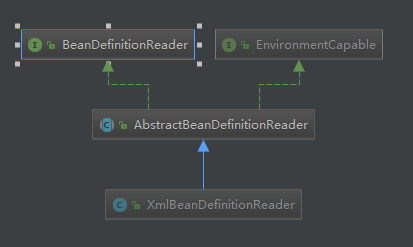 I BeanDefinitionReader
I EnvironmentCapable
C AbstractBeanDefinitionReader
C XmlBeanDefinitionReader